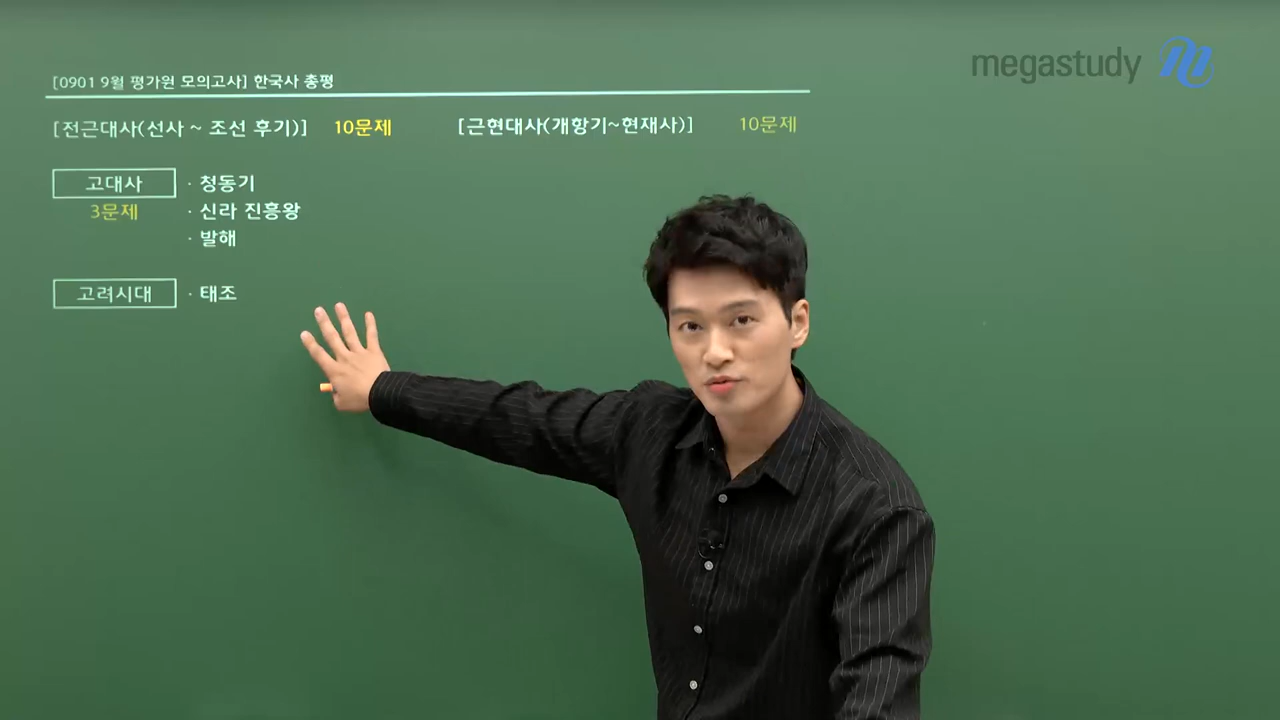 megastudy
[0901 9월 평가원 모의고사] 한국사 총평
[전근대사(선사 ~ 조선 후기)] 10문제 [근현대사(개항기~현재사)] 10문제
고대사 · 청동기
3문제 · 신라 진흥왕
· 발해
고려시대 · 태조